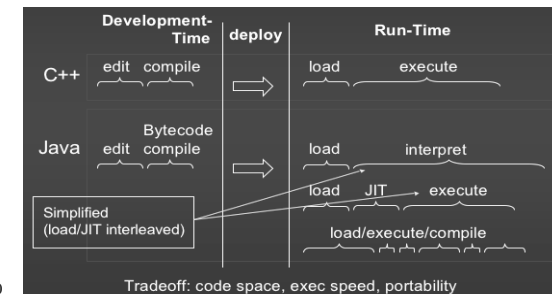 Development-
Time
deploy
Run-Time
C++
edit compile
load execute
Java
Bytecode
edit compile
load interpret
load JIT execute
Simplified
(load/JIT interleaved)
load/execute/compile
Tradeoff: code space, exec speed, portability